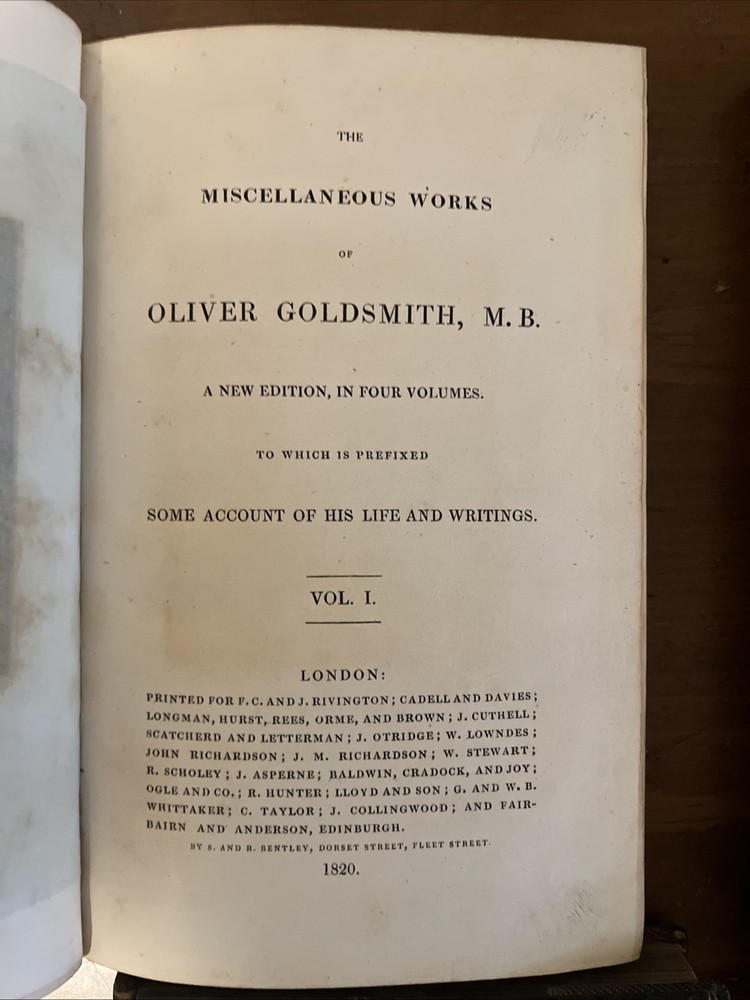 THE
MISCELLANEOUS WORKS
OF
OLIVER GOLDSMITH, M. B.
A NEW EDITION, IN FOUR VOLUMES.
TO WHICH IS PREFIXED
SOME ACCOUNT OF HIS LIFE AND WRITINGS.
VOL. I.
LONDON:
PRINTED FOR F. C. AND J. RIVINGTON; CADELL AND DAVIES;
LONGMAN, HURST, REES, ORME, AND BROWN; J. CUTHELL;
SCATCHERD AND LETTERMAN; J. OTRIDGE; W. LOWNDES;
JOHN RICHARDSON; J. M. RICHARDSON; W. STEWART;
R. SCHOLEY; J. ASPERNE; BALDWIN, CRADOCK, AND JOY;
OGLE AND CO.; R. HUNTER; LLOYD AND SON; G. AND W. B.
WHITTAKER; C. TAYLOR; J. COLLINGWOOD; AND FAIR-
BAIRN AND ANDERSON, EDINBURGH.
BY S. AND R. BENTLEY, DORSET STREET, FLEET STREET.
1820.